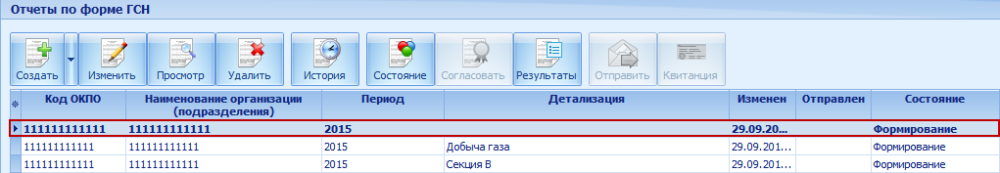 Отчеты по форме ГСН
Создать Изменить Просмотр Удалить История Состояние Согласовать Результаты Отправить Квитанция
Код ОКПО Наименование организации (подразделения) Период Детализация Изменен Отправлен Состояние
111111111111 111111111111 2015 29.09.20... Формирование
111111111111 111111111111 2015 Добыча газа 29.09.201... Формирование
111111111111 111111111111 2015 Секция B 29.09.201... Формирование